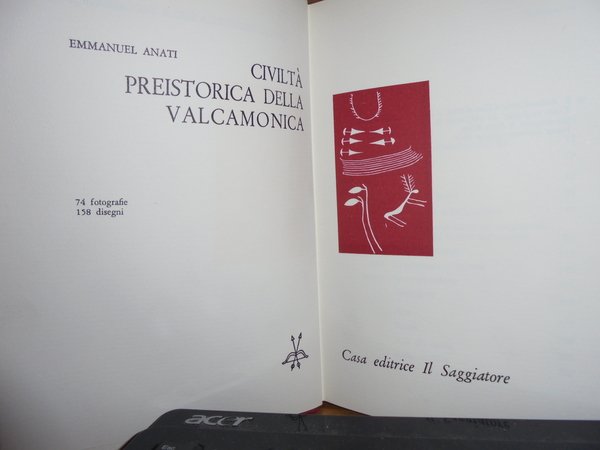 EMMANUEL ANATI
CIVILTÀ
PREISTORICA DELLA
VALCAMONICA
74 fotografie
158 disegni
Casa editrice Il Saggiatore
acer